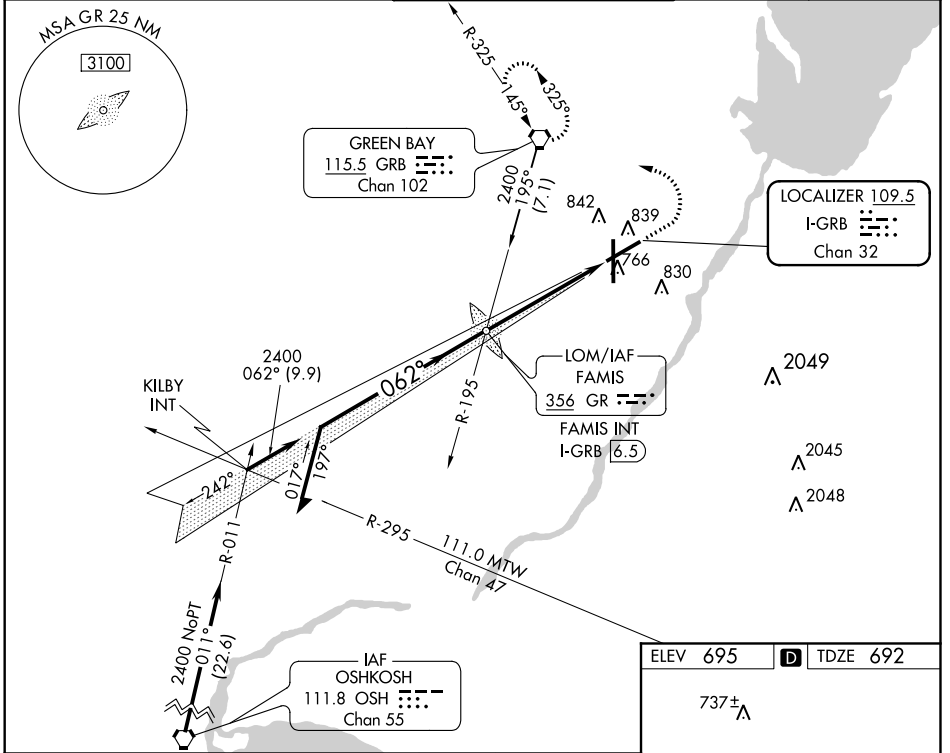 MSA GR 25 NM
3100
R-325
145°
325°
GREEN BAY
115.5 GRB
Chan 102
2400
195°
(7.1)
842
839
766
830
LOCALIZER 109.5
I-GRB
Chan 32
2400
062° (9.9)
KILBY
INT
062°
R-195
LOM/IAF
FAMIS
356 GR
FAMIS INT
I-GRB 6.5
2049
2045
2048
242°
017°
197°
R-011
R-295
111.0 MTW
Chan 47
2400 NoPT
011°
(22.6)
IAF
OSHKOSH
111.8 OSH
Chan 55
ELEV 695 D TDZE 692
737±